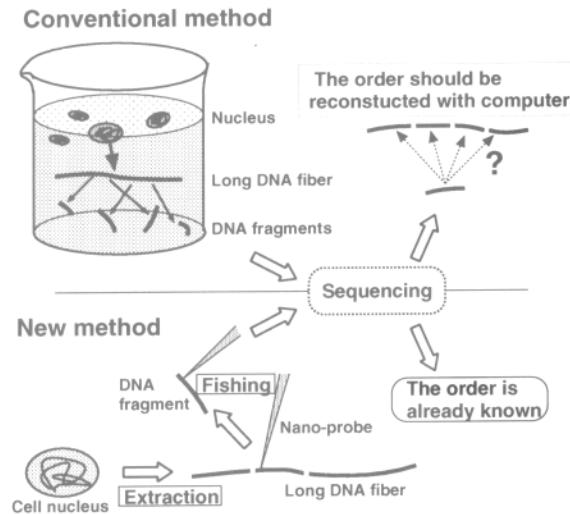 Conventional method
The order should be
reconstucted with computer
Nucleus
?
Long DNA fiber
DNA fragments
Sequencing
New method
DNA
fragment
Fishing
The order is
already known
Nano-probe
Cell nucleus
Extraction
Long DNA fiber